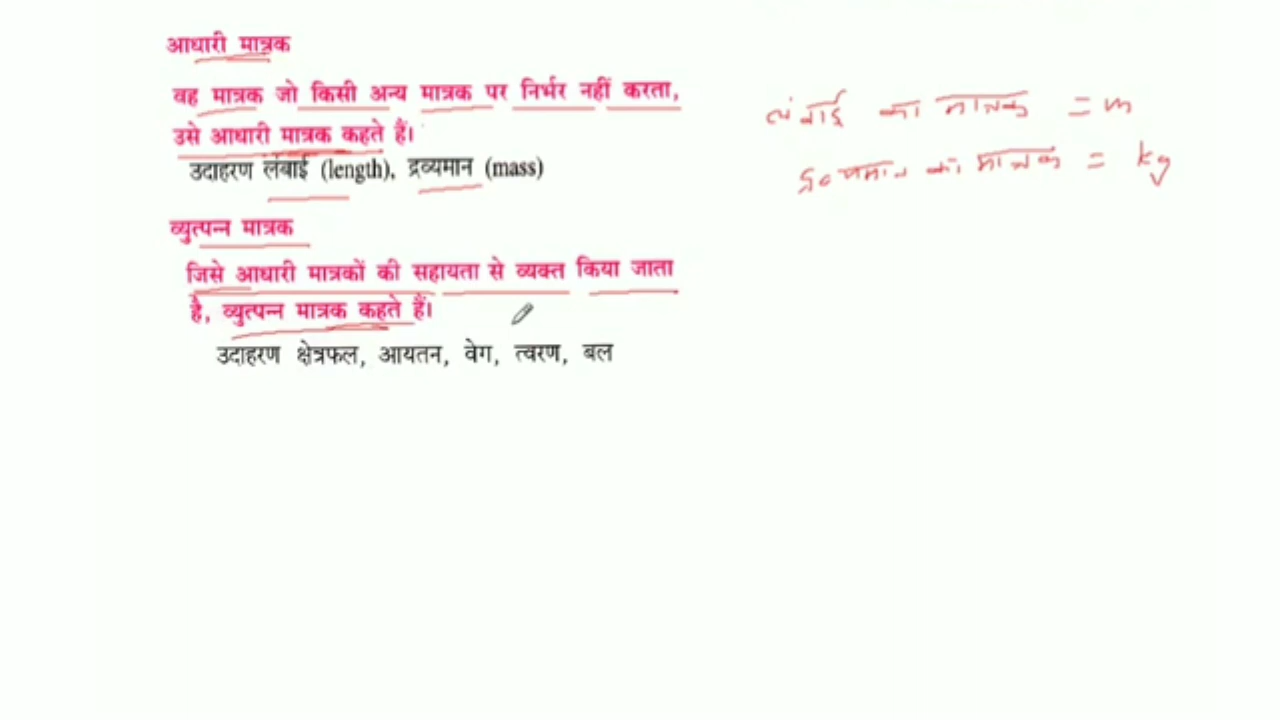 आधारी मात्रक
वह मात्रक जो किसी अन्य मात्रक पर निर्भर नहीं करता,
उसे आधारी मात्रक कहते हैं।
उदाहरण लंबाई (length), द्रव्यमान (mass)
व्युत्पन्न मात्रक
जिसे आधारी मात्रकों की सहायता से व्यक्त किया जाता
है, व्युत्पन्न मात्रक कहते हैं।
उदाहरण क्षेत्रफल, आयतन, वेग, त्वरण, बल
लंबाई का मात्रक = m
द्रव्यमान का मात्रक = kg